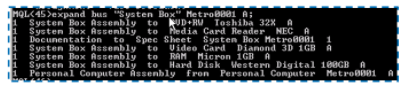 MQL(45)expand bus "System Box" Metro0001 A;
1 System Box Assembly to DVD+RW Toshiba 32X A
1 System Box Assembly to Media Card Reader NEC A
1 Documentation to Spec Sheet System Box Metro0001 1
1 System Box Assembly to Video Card Diamond 3D 1GB A
1 System Box Assembly to RAM Micron 1GB A
1 System Box Assembly to Hard Disk Western Digital 100GB A
1 Personal Computer Assembly from Personal Computer Metro0001 A